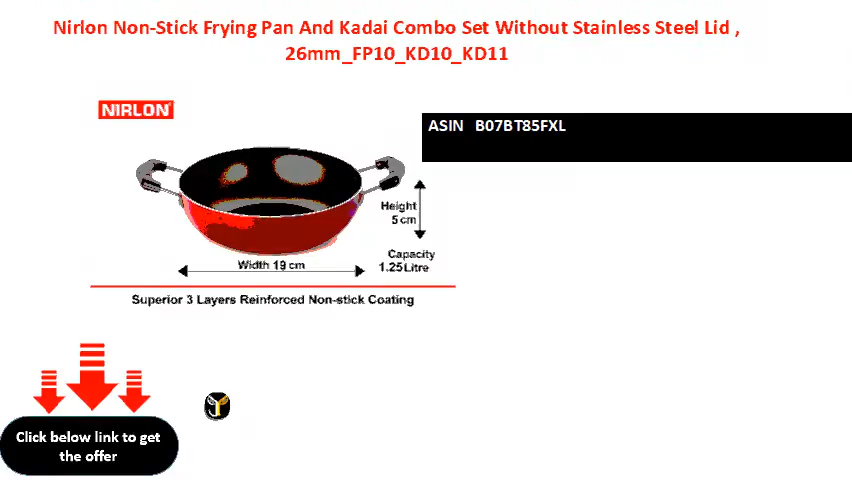 Nirlon Non-Stick Frying Pan And Kadai Combo Set Without Stainless Steel Lid ,
26mm_FP10_KD10_KD11
NIRLON
ASIN B07BT85FXL
Height
5 cm
Capacity
1.25 Litre
Width 19 cm
Superior 3 Layers Reinforced Non-stick Coating
Click below link to get
the offer